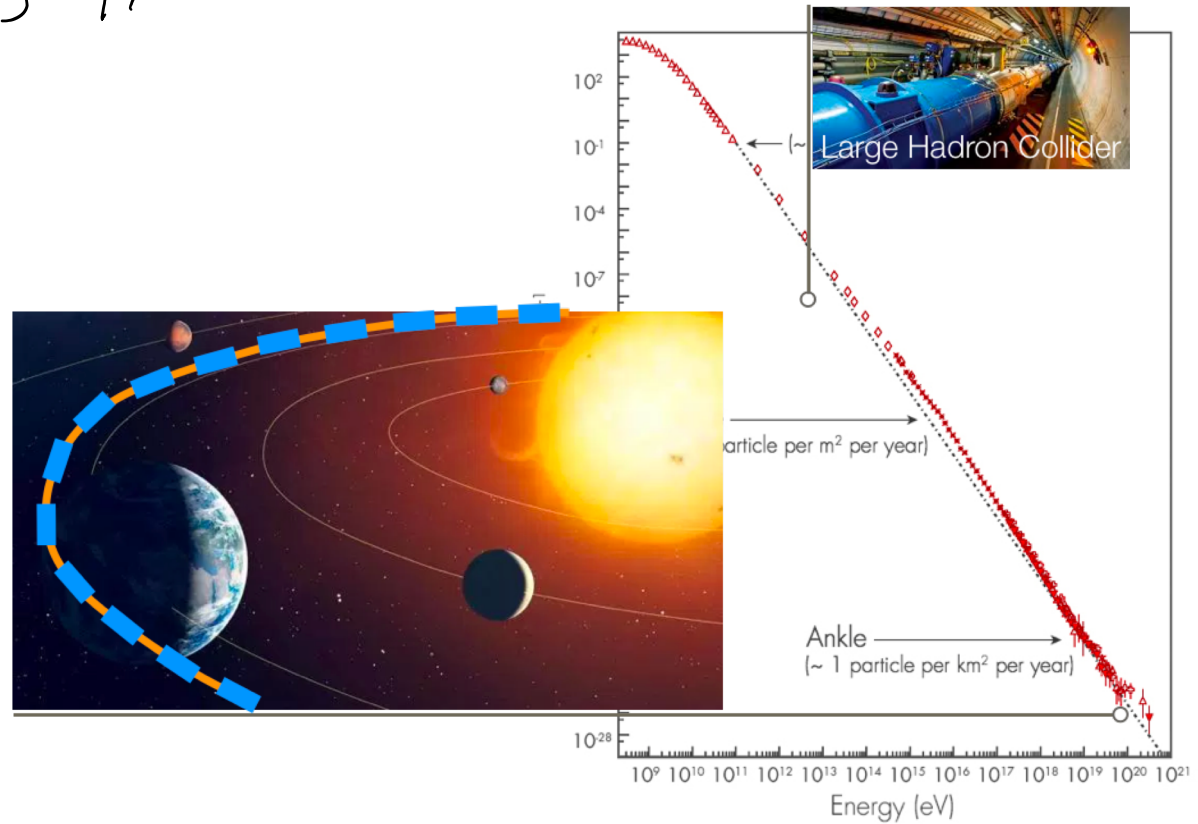 10²
10⁻¹
(~
Large Hadron Collider
10⁻⁴
10⁻⁷
particle per m² per year)
Ankle
(~ 1 particle per km² per year)
10⁻²⁸
10⁹ 10¹⁰ 10¹¹ 10¹² 10¹³ 10¹⁴ 10¹⁵ 10¹⁶ 10¹⁷ 10¹⁸ 10¹⁹ 10²⁰ 10²¹
Energy (eV)